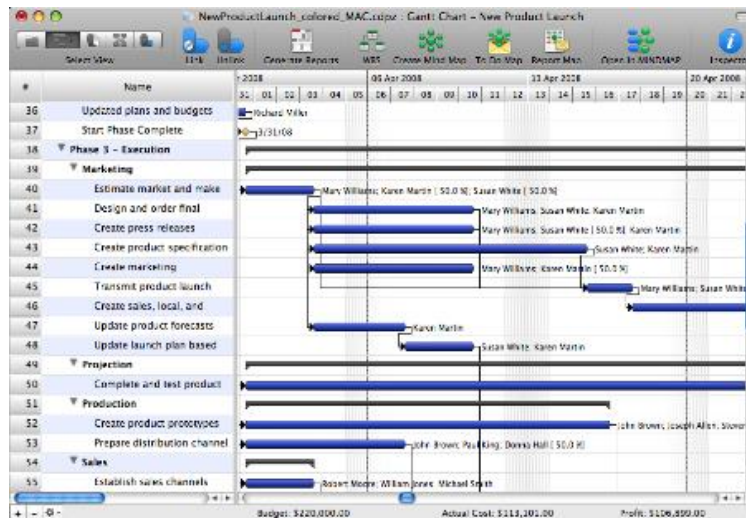 NewProductLaunch_colored_MAC.cdpz : Gantt Chart - New Product Launch
Select View Link Unlink Generate Reports WBS Create Mind Map To Do Map Report Map Open in MINDMAP Inspecto
# Name 2008 06 Apr 2008 13 Apr 2008 20 Apr 2008
31 01 02 03 04 05 06 07 08 09 10 11 12 13 14 15 16 17 18 19 20 21 2
36 Updated plans and budgets Richard Miller
37 Start Phase Complete 3/31/08
38 Phase 3 - Execution
39 Marketing
40 Estimate market and make Mary Williams; Karen Martin [ 50.0 %]; Susan White [ 50.0 %]
41 Design and order final Mary Williams, Susan White, Karen Martin
42 Create press releases Mary Williams, Susan White [ 50.0 %]; Karen Martin
43 Create product specification Susan White; Karen Martin
44 Create marketing Mary Williams, Karen Martin [ 50.0 %]
45 Transmit product launch Mary Williams; Susan White
46 Create sales, local, and
47 Update product forecasts Karen Martin
48 Update launch plan based Susan White, Karen Martin
49 Projection
50 Complete and test product
51 Production
52 Create product prototypes John Brown; Joseph Allen, Steven
53 Prepare distribution channel John Brown; Paul King, Donna Hall [ 50.0 %]
54 Sales
55 Establish sales channels Robert Moore; William Jones, Michael Smith
+ - Budget: $220,000.00 Actual Cost: $113,101.00 Profit: $106,899.00